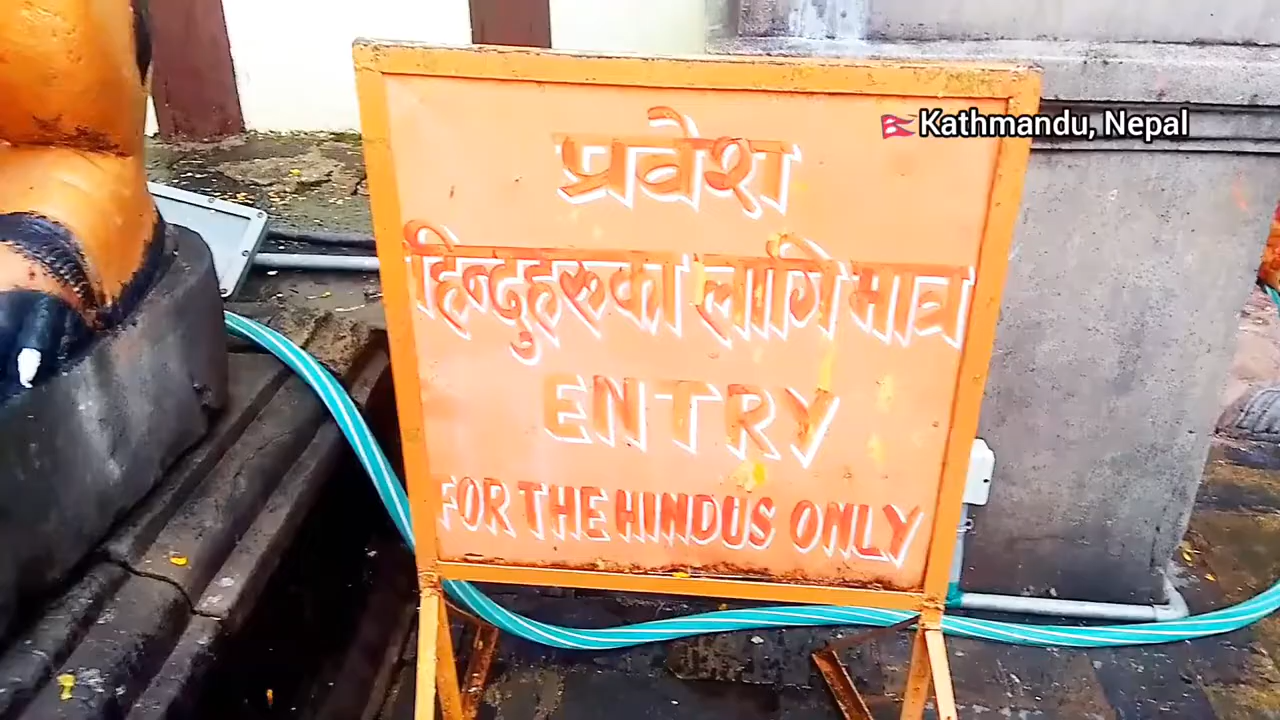 Kathmandu, Nepal
प्रवेश
हिन्दुहरुका लागि मात्र
ENTRY
FOR THE HINDUS ONLY